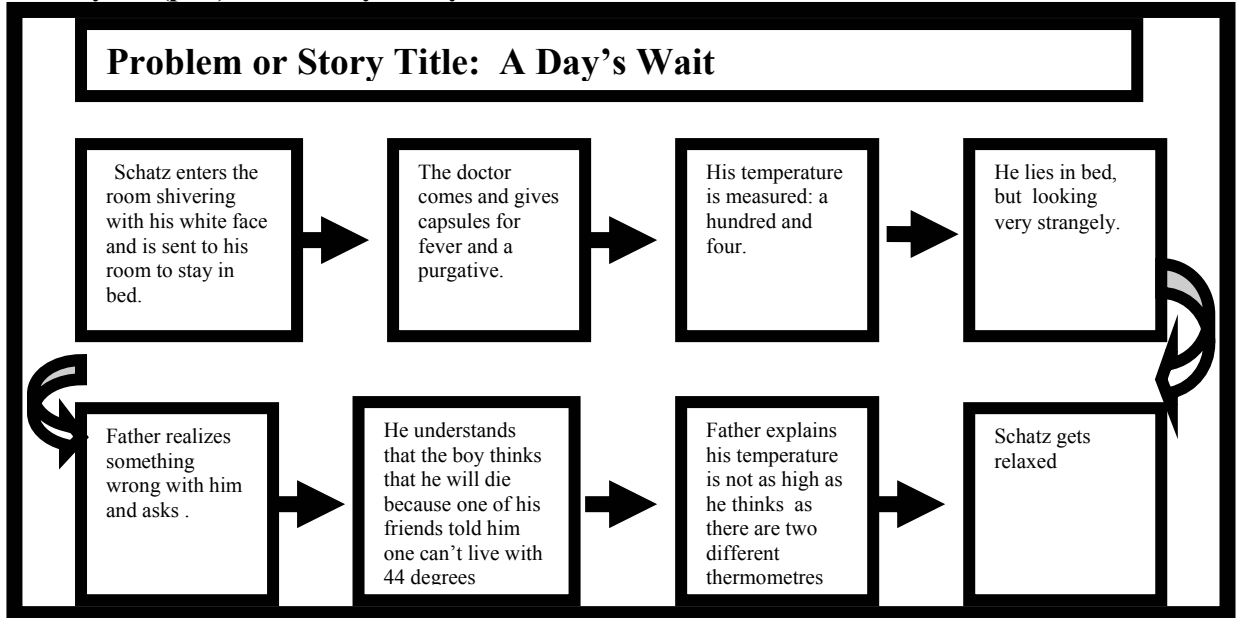 Problem or Story Title: A Day's Wait
Schatz enters the
room shivering
with his white face
and is sent to his
room to stay in
bed.
The doctor
comes and gives
capsules for
fever and a
purgative.
His temperature
is measured: a
hundred and
four.
He lies in bed,
but looking
very strangely.
Father realizes
something
wrong with him
and asks .
He understands
that the boy thinks
that he will die
because one of his
friends told him
one can't live with
44 degrees
Father explains
his temperature
is not as high as
he thinks as
there are two
different
thermometres
Schatz gets
relaxed